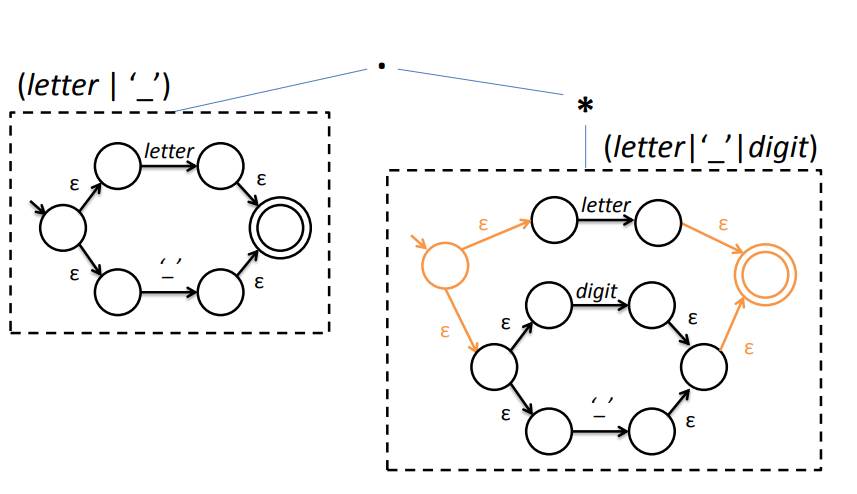 .
(letter | ‘_’)
*
(letter|‘_’|digit)
letter
ε
ε
ε
‘_’
ε
letter
ε
ε
digit
ε
ε
ε
ε
‘_’
ε
ε